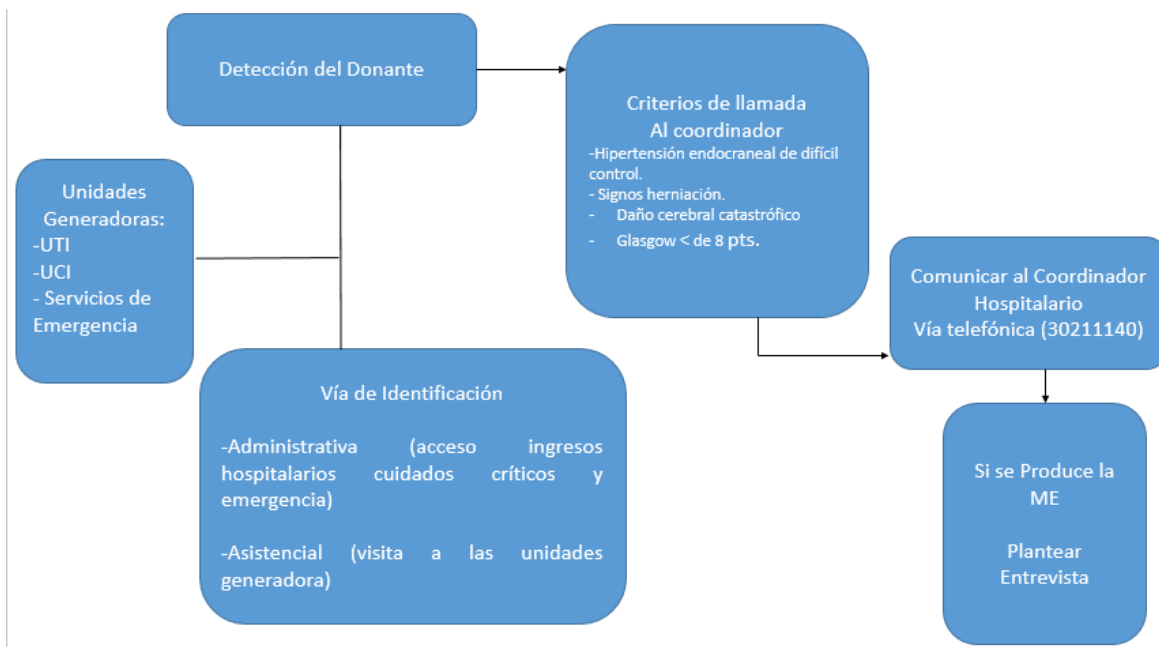 Detección del Donante
Criterios de llamada
Al coordinador
-Hipertensión endocraneal de difícil
control.
- Signos herniación.
- Daño cerebral catastrófico
- Glasgow < de 8 pts.
Unidades
Generadoras:
-UTI
-UCI
- Servicios de
Emergencia
Comunicar al Coordinador
Hospitalario
Vía telefónica (30211140)
Vía de Identificación
-Administrativa (acceso ingresos
hospitalarios cuidados críticos y
emergencia)
-Asistencial (visita a las unidades
generadora)
Si se Produce la
ME
Plantear
Entrevista